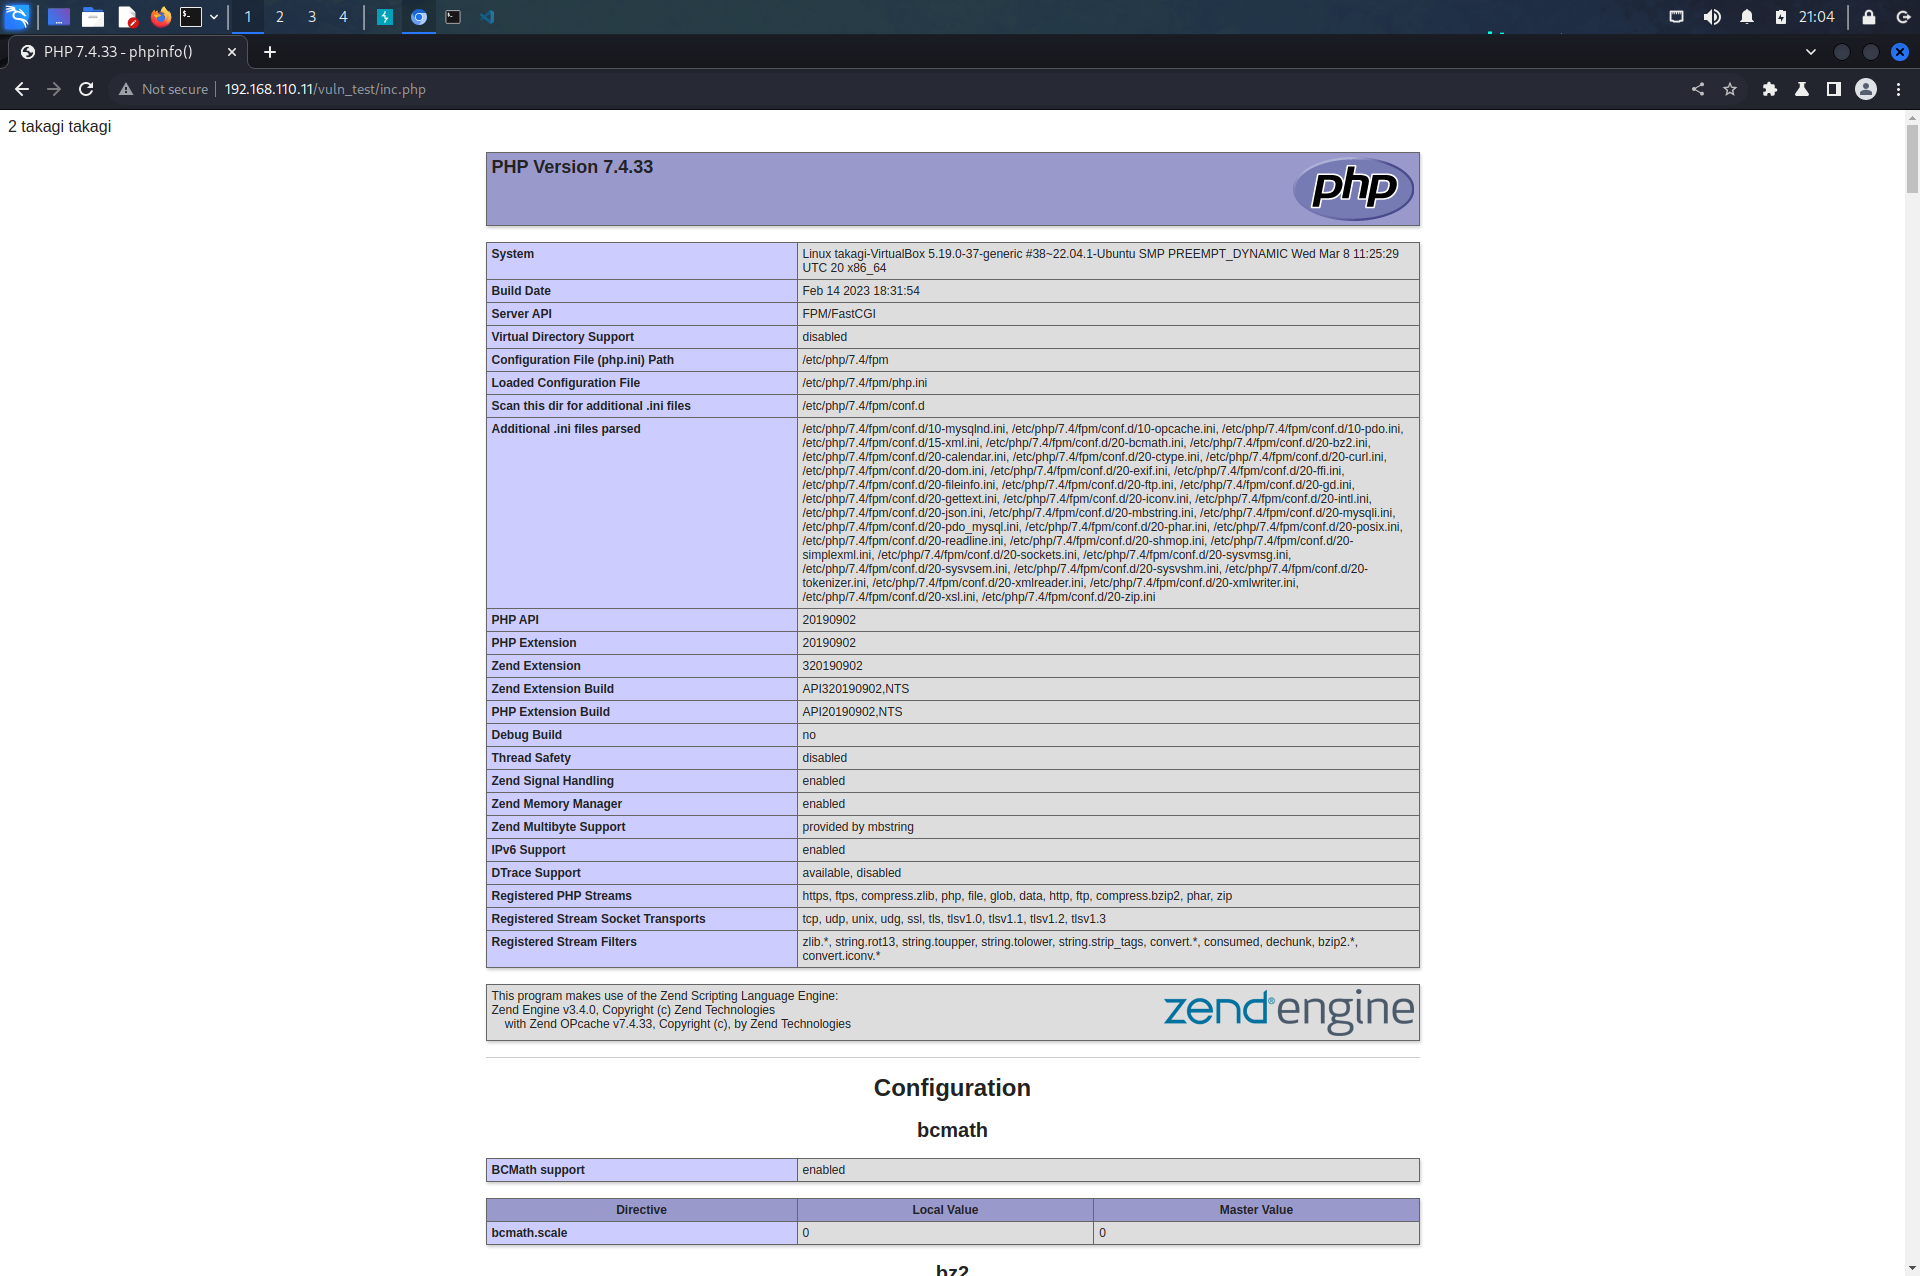 1 2 3 4 21:04
PHP 7.4.33 - phpinfo()
Not secure 192.168.110.11/vuln_test/inc.php
2 takagi takagi
PHP Version 7.4.33
php
System Linux takagi-VirtualBox 5.19.0-37-generic #38~22.04.1-Ubuntu SMP PREEMPT_DYNAMIC Wed Mar 8 11:25:29
UTC 20 x86_64
Build Date Feb 14 2023 18:31:54
Server API FPM/FastCGI
Virtual Directory Support disabled
Configuration File (php.ini) Path /etc/php/7.4/fpm
Loaded Configuration File /etc/php/7.4/fpm/php.ini
Scan this dir for additional .ini files /etc/php/7.4/fpm/conf.d
Additional .ini files parsed /etc/php/7.4/fpm/conf.d/10-mysqlnd.ini, /etc/php/7.4/fpm/conf.d/10-opcache.ini, /etc/php/7.4/fpm/conf.d/10-pdo.ini,
/etc/php/7.4/fpm/conf.d/15-xml.ini, /etc/php/7.4/fpm/conf.d/20-bcmath.ini, /etc/php/7.4/fpm/conf.d/20-bz2.ini,
/etc/php/7.4/fpm/conf.d/20-calendar.ini, /etc/php/7.4/fpm/conf.d/20-ctype.ini, /etc/php/7.4/fpm/conf.d/20-curl.ini,
/etc/php/7.4/fpm/conf.d/20-dom.ini, /etc/php/7.4/fpm/conf.d/20-exif.ini, /etc/php/7.4/fpm/conf.d/20-ffi.ini,
/etc/php/7.4/fpm/conf.d/20-fileinfo.ini, /etc/php/7.4/fpm/conf.d/20-ftp.ini, /etc/php/7.4/fpm/conf.d/20-gd.ini,
/etc/php/7.4/fpm/conf.d/20-gettext.ini, /etc/php/7.4/fpm/conf.d/20-iconv.ini, /etc/php/7.4/fpm/conf.d/20-intl.ini,
/etc/php/7.4/fpm/conf.d/20-json.ini, /etc/php/7.4/fpm/conf.d/20-mbstring.ini, /etc/php/7.4/fpm/conf.d/20-mysqli.ini,
/etc/php/7.4/fpm/conf.d/20-pdo_mysql.ini, /etc/php/7.4/fpm/conf.d/20-phar.ini, /etc/php/7.4/fpm/conf.d/20-posix.ini,
/etc/php/7.4/fpm/conf.d/20-readline.ini, /etc/php/7.4/fpm/conf.d/20-shmop.ini, /etc/php/7.4/fpm/conf.d/20-
simplexml.ini, /etc/php/7.4/fpm/conf.d/20-sockets.ini, /etc/php/7.4/fpm/conf.d/20-sysvmsg.ini,
/etc/php/7.4/fpm/conf.d/20-sysvsem.ini, /etc/php/7.4/fpm/conf.d/20-sysvshm.ini, /etc/php/7.4/fpm/conf.d/20-
tokenizer.ini, /etc/php/7.4/fpm/conf.d/20-xmlreader.ini, /etc/php/7.4/fpm/conf.d/20-xmlwriter.ini,
/etc/php/7.4/fpm/conf.d/20-xsl.ini, /etc/php/7.4/fpm/conf.d/20-zip.ini
PHP API 20190902
PHP Extension 20190902
Zend Extension 320190902
Zend Extension Build API320190902,NTS
PHP Extension Build API20190902,NTS
Debug Build no
Thread Safety disabled
Zend Signal Handling enabled
Zend Memory Manager enabled
Zend Multibyte Support provided by mbstring
IPv6 Support enabled
DTrace Support available, disabled
Registered PHP Streams https, ftps, compress.zlib, php, file, glob, data, http, ftp, compress.bzip2, phar, zip
Registered Stream Socket Transports tcp, udp, unix, udg, ssl, tls, tlsv1.0, tlsv1.1, tlsv1.2, tlsv1.3
Registered Stream Filters zlib.*, string.rot13, string.toupper, string.tolower, string.strip_tags, convert.*, consumed, dechunk, bzip2.*,
convert.iconv.*
This program makes use of the Zend Scripting Language Engine:
Zend Engine v3.4.0, Copyright (c) Zend Technologies
with Zend OPcache v7.4.33, Copyright (c), by Zend Technologies
zend®engine
Configuration
bcmath
BCMath support enabled
Directive Local Value Master Value
bcmath.scale 0 0
bz2